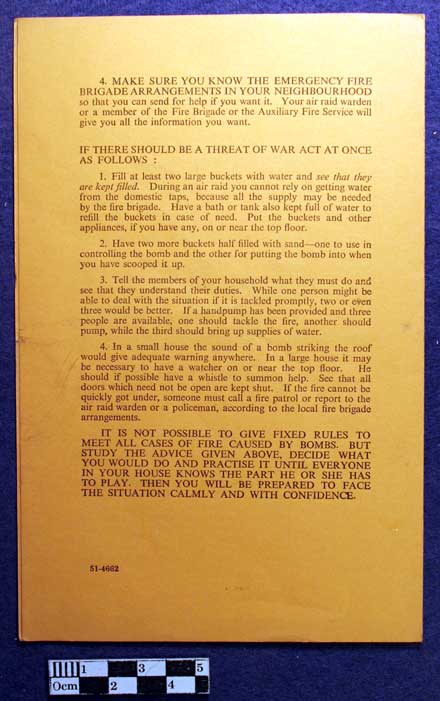 4. MAKE SURE YOU KNOW THE EMERGENCY FIRE
BRIGADE ARRANGEMENTS IN YOUR NEIGHBOURHOOD
so that you can send for help if you want it. Your air raid warden
or a member of the Fire Brigade or the Auxiliary Fire Service will
give you all the information you want.
IF THERE SHOULD BE A THREAT OF WAR ACT AT ONCE
AS FOLLOWS :
1. Fill at least two large buckets with water and see that they
are kept filled. During an air raid you cannot rely on getting water
from the domestic taps, because all the supply may be needed
by the fire brigade. Have a bath or tank also kept full of water to
refill the buckets in case of need. Put the buckets and other
appliances, if you have any, on or near the top floor.
2. Have two more buckets half filled with sand—one to use in
controlling the bomb and the other for putting the bomb into when
you have scooped it up.
3. Tell the members of your household what they must do and
see that they understand their duties. While one person might be
able to deal with the situation if it is tackled promptly, two or even
three would be better. If a handpump has been provided and three
people are available, one should tackle the fire, another should
pump, while the third should bring up supplies of water.
4. In a small house the sound of a bomb striking the roof
would give adequate warning anywhere. In a large house it may
be necessary to have a watcher on or near the top floor. He
should if possible have a whistle to summon help. See that all
doors which need not be open are kept shut. If the fire cannot be
quickly got under, someone must call a fire patrol or report to the
air raid warden or a policeman, according to the local fire brigade
arrangements.
IT IS NOT POSSIBLE TO GIVE FIXED RULES TO
MEET ALL CASES OF FIRE CAUSED BY BOMBS. BUT
STUDY THE ADVICE GIVEN ABOVE, DECIDE WHAT
YOU WOULD DO AND PRACTISE IT UNTIL EVERYONE
IN YOUR HOUSE KNOWS THE PART HE OR SHE HAS
TO PLAY. THEN YOU WILL BE PREPARED TO FACE
THE SITUATION CALMLY AND WITH CONFIDENCE.
51-4662
1 3 5
0cm 2 4